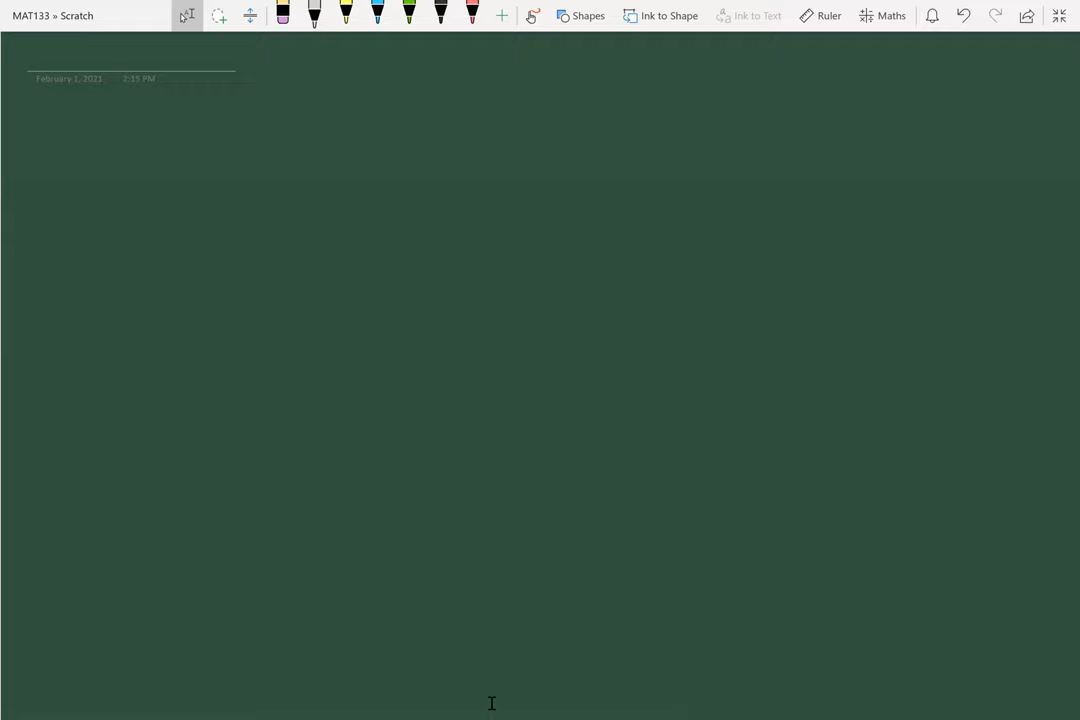 MAT133 » Scratch Shapes Ink to Shape Ink to Text Ruler Maths
February 1, 2021 2:15 PM